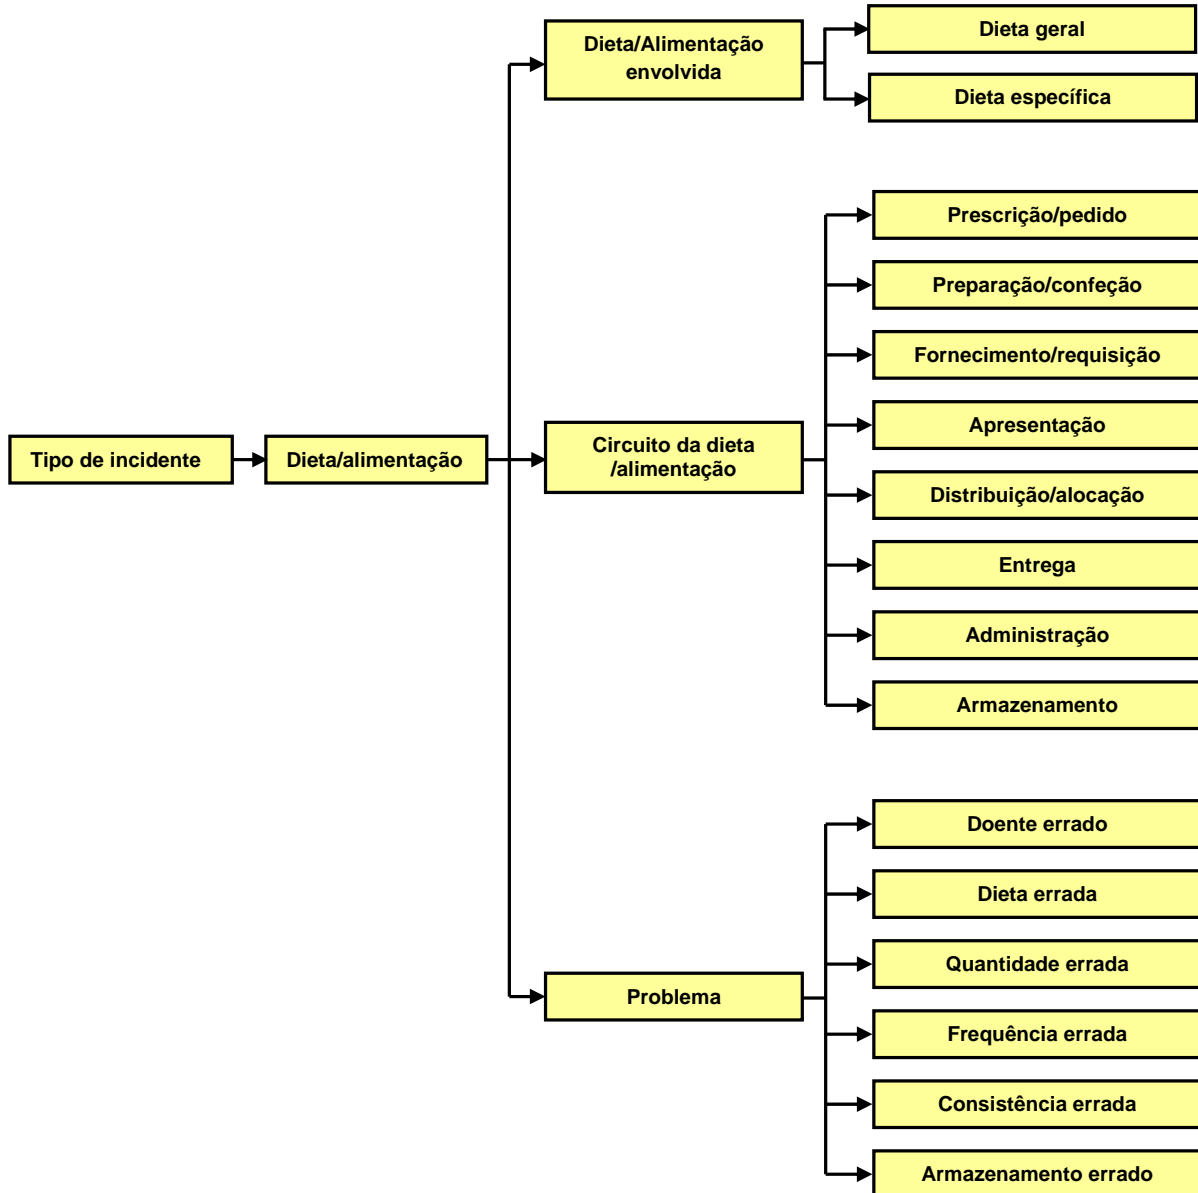 Tipo de incidente
Dieta/alimentação
Dieta/Alimentação
envolvida
Dieta geral
Dieta específica
Circuito da dieta
/alimentação
Prescrição/pedido
Preparação/confeção
Fornecimento/requisição
Apresentação
Distribuição/alocação
Entrega
Administração
Armazenamento
Problema
Doente errado
Dieta errada
Quantidade errada
Frequência errada
Consistência errada
Armazenamento errado